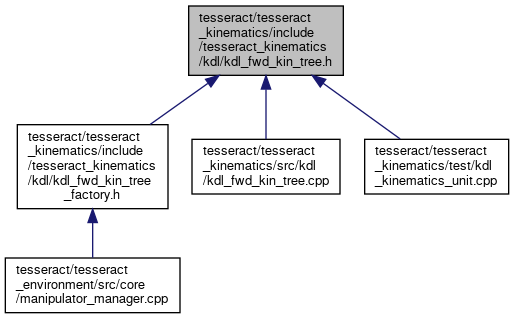 tesseract/tesseract
_kinematics/include
/tesseract_kinematics
/kdl/kdl_fwd_kin_tree.h
tesseract/tesseract
_kinematics/include
/tesseract_kinematics
/kdl/kdl_fwd_kin_tree
_factory.h
tesseract/tesseract
_kinematics/src/kdl
/kdl_fwd_kin_tree.cpp
tesseract/tesseract
_kinematics/test/kdl
_kinematics_unit.cpp
tesseract/tesseract
_environment/src/core
/manipulator_manager.cpp